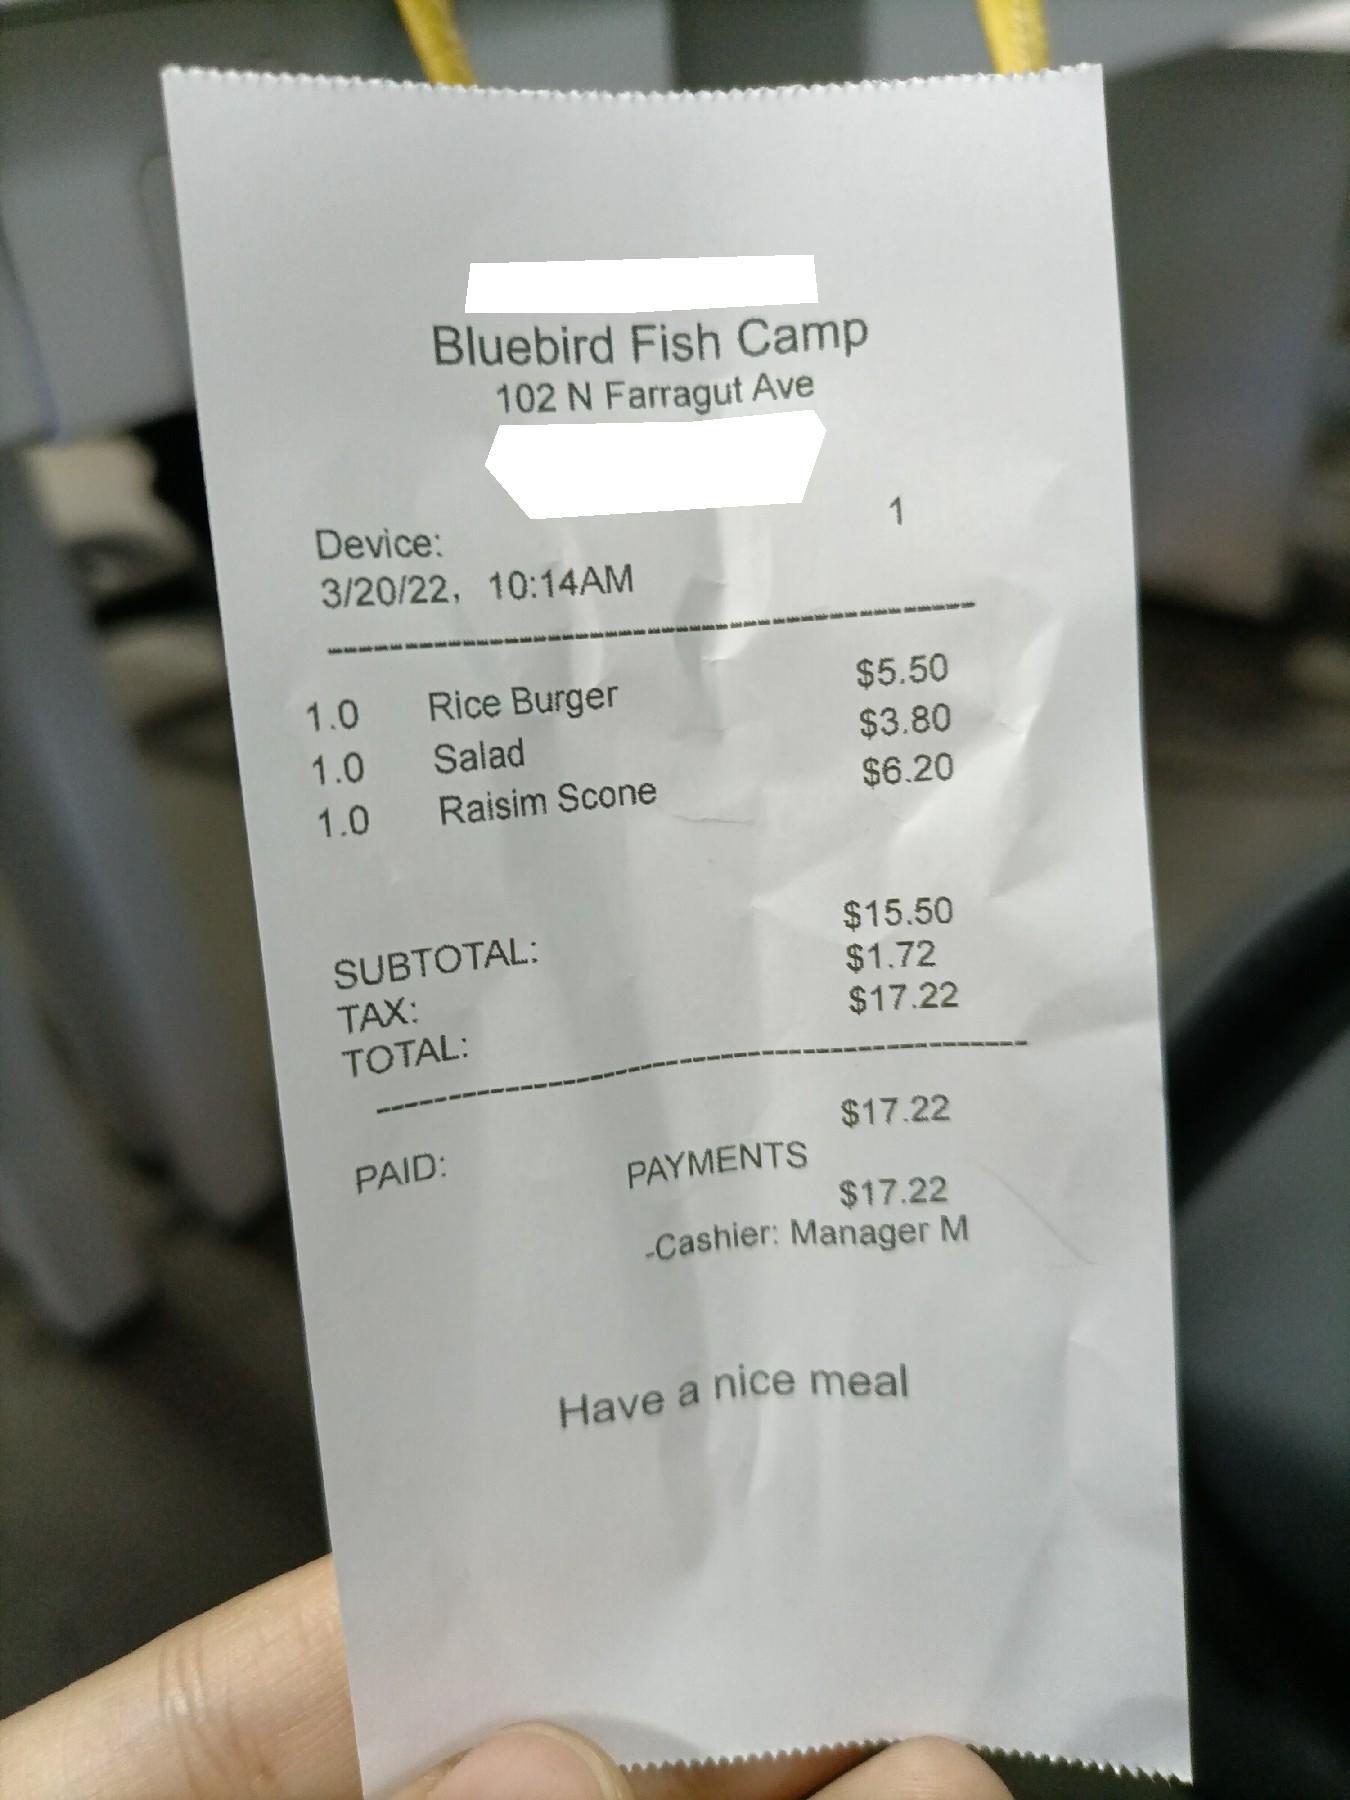 Bluebird Fish Camp
102 N Farragut Ave
Device: 1
3/20/22, 10:14AM
1.0 Rice Burger $5.50
1.0 Salad $3.80
1.0 Raisim Scone $6.20
SUBTOTAL: $15.50
TAX: $1.72
TOTAL: $17.22
PAID: $17.22
PAYMENTS
$17.22
-Cashier: Manager M
Have a nice meal